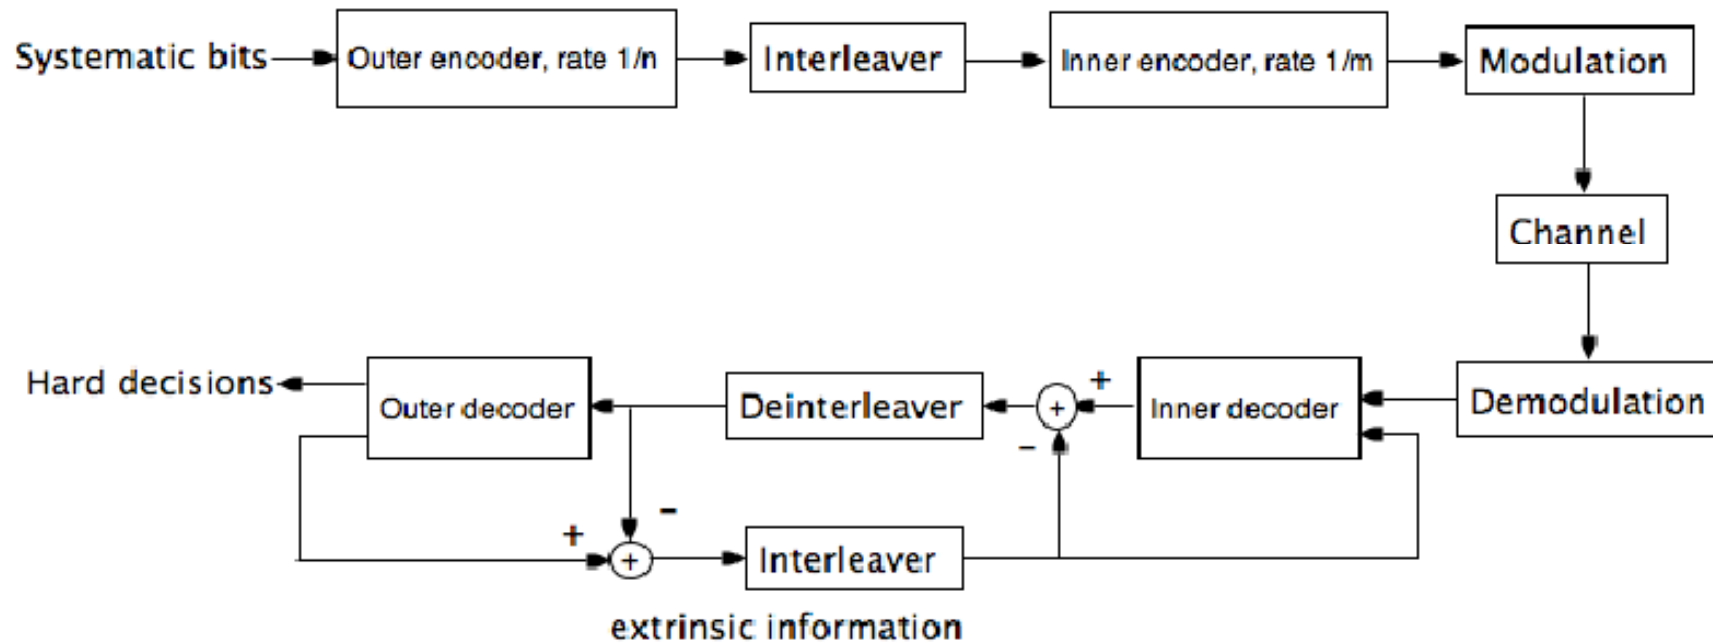 Systematic bits
Outer encoder, rate 1/n
Interleaver
Inner encoder, rate 1/m
Modulation
Channel
Hard decisions
Outer decoder
Deinterleaver
+
+
-
Inner decoder
Demodulation
+
-
+
Interleaver
extrinsic information